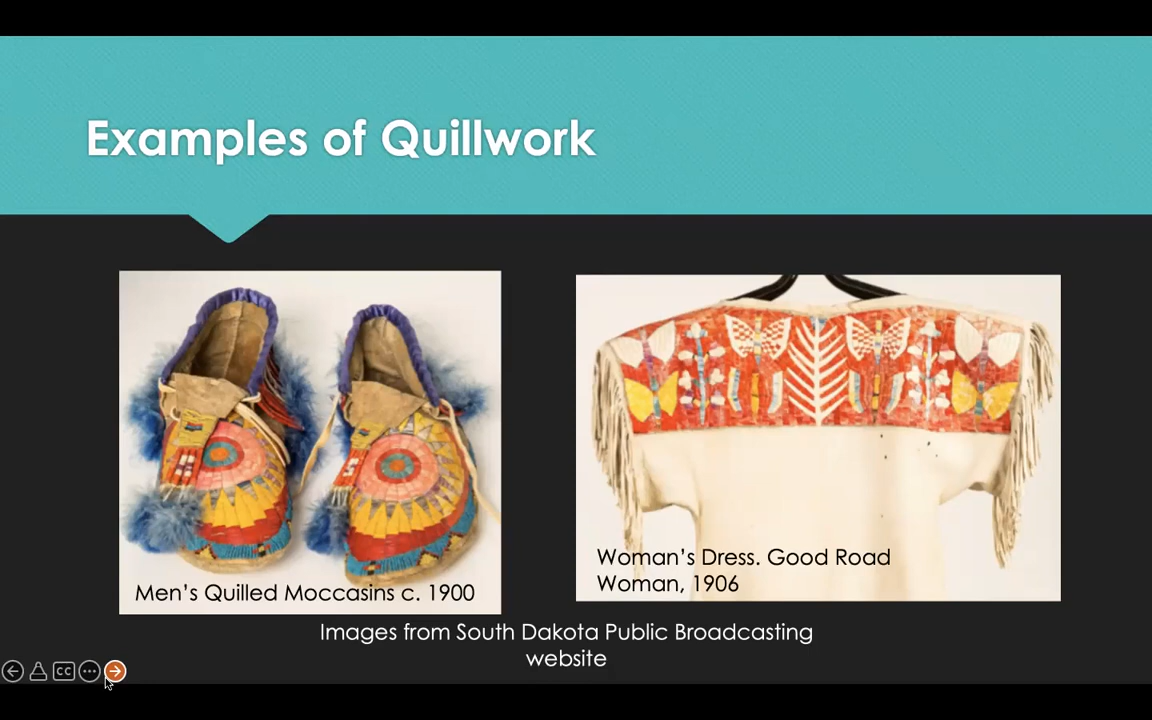 Examples of Quillwork
Men's Quilled Moccasins c. 1900
Woman's Dress. Good Road
Woman, 1906
Images from South Dakota Public Broadcasting
website
CC